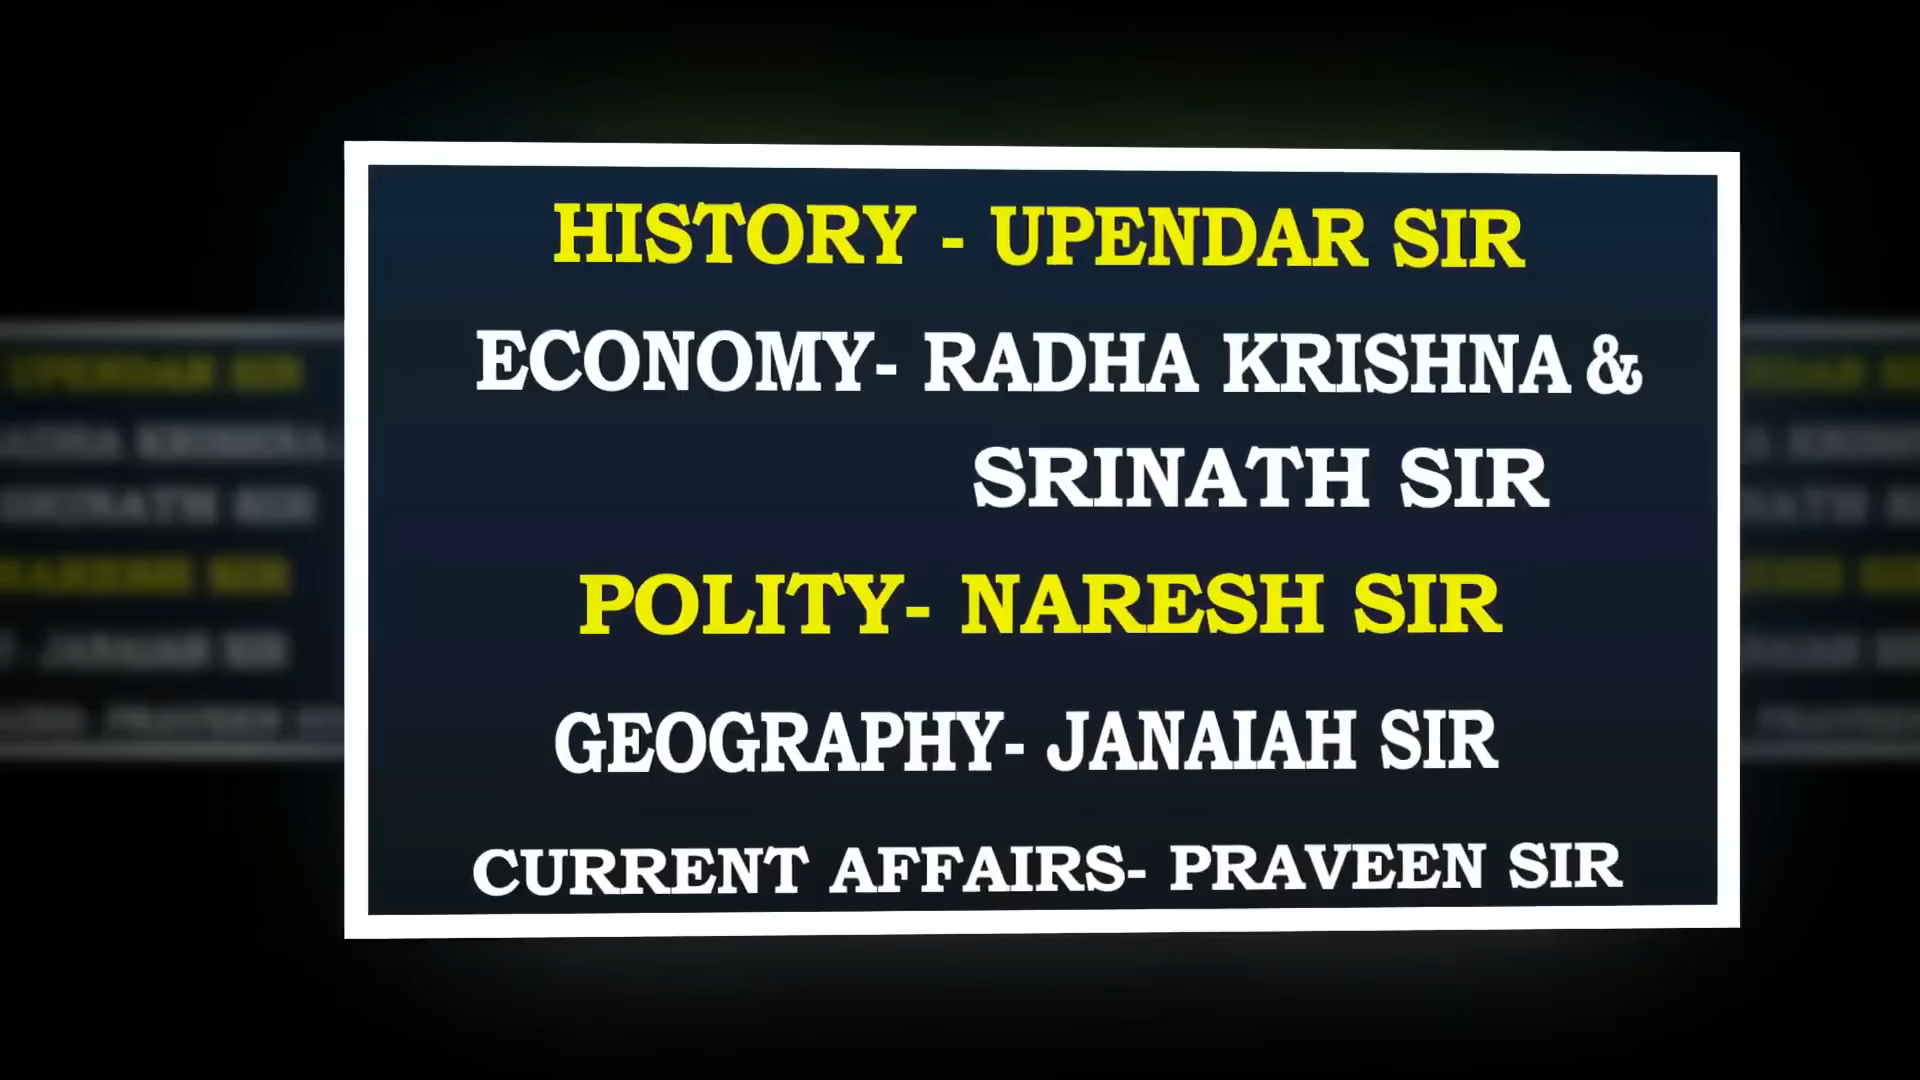 HISTORY - UPENDAR SIR
ECONOMY- RADHA KRISHNA &
SRINATH SIR
POLITY- NARESH SIR
GEOGRAPHY- JANAIAH SIR
CURRENT AFFAIRS- PRAVEEN SIR